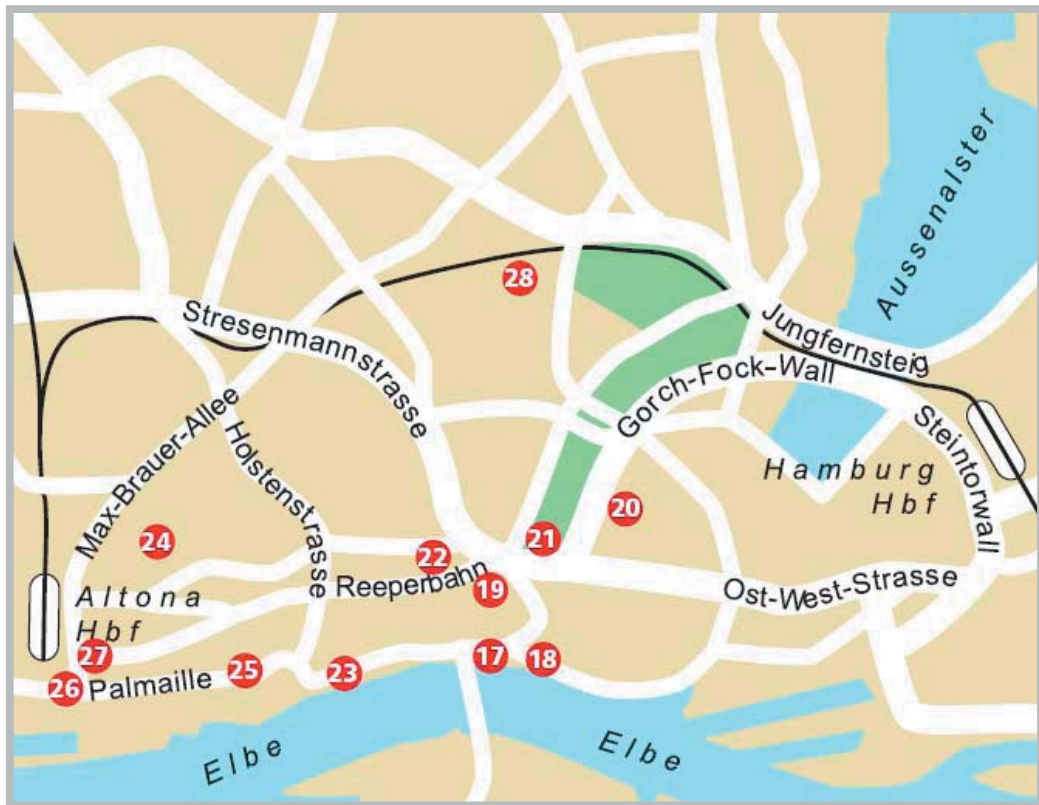 Aussenalster
28
Stresenmannstrasse
Jungfernsteig
Gorch-Fock-Wall
Max-Brauer-Allee
Holstenstrasse
Steintorwall
Hamburg
Hbf
24
20
21
22
Reeperbahn
19
Ost-West-Strasse
Altona
Hbf
27
17
18
25
23
26
Palmaille
Elbe
Elbe